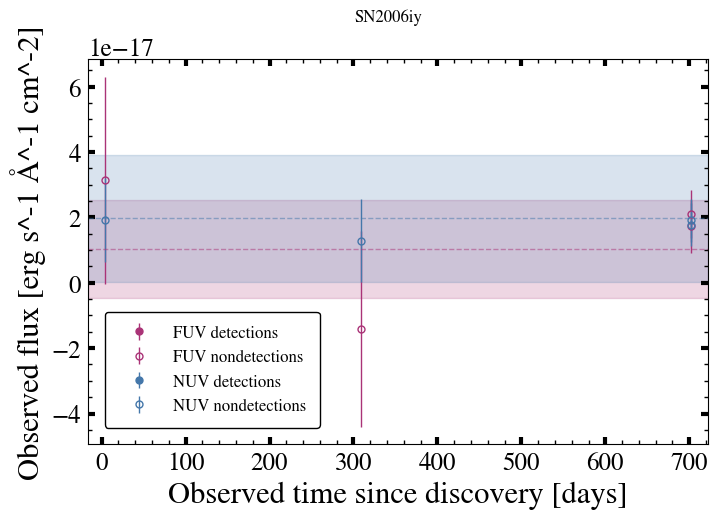 SN2006iy
1e−17
Observed flux [erg s^-1 Å^-1 cm^-2]
6
4
2
0
−2
−4
FUV detections
FUV nondetections
NUV detections
NUV nondetections
0 100 200 300 400 500 600 700
Observed time since discovery [days]